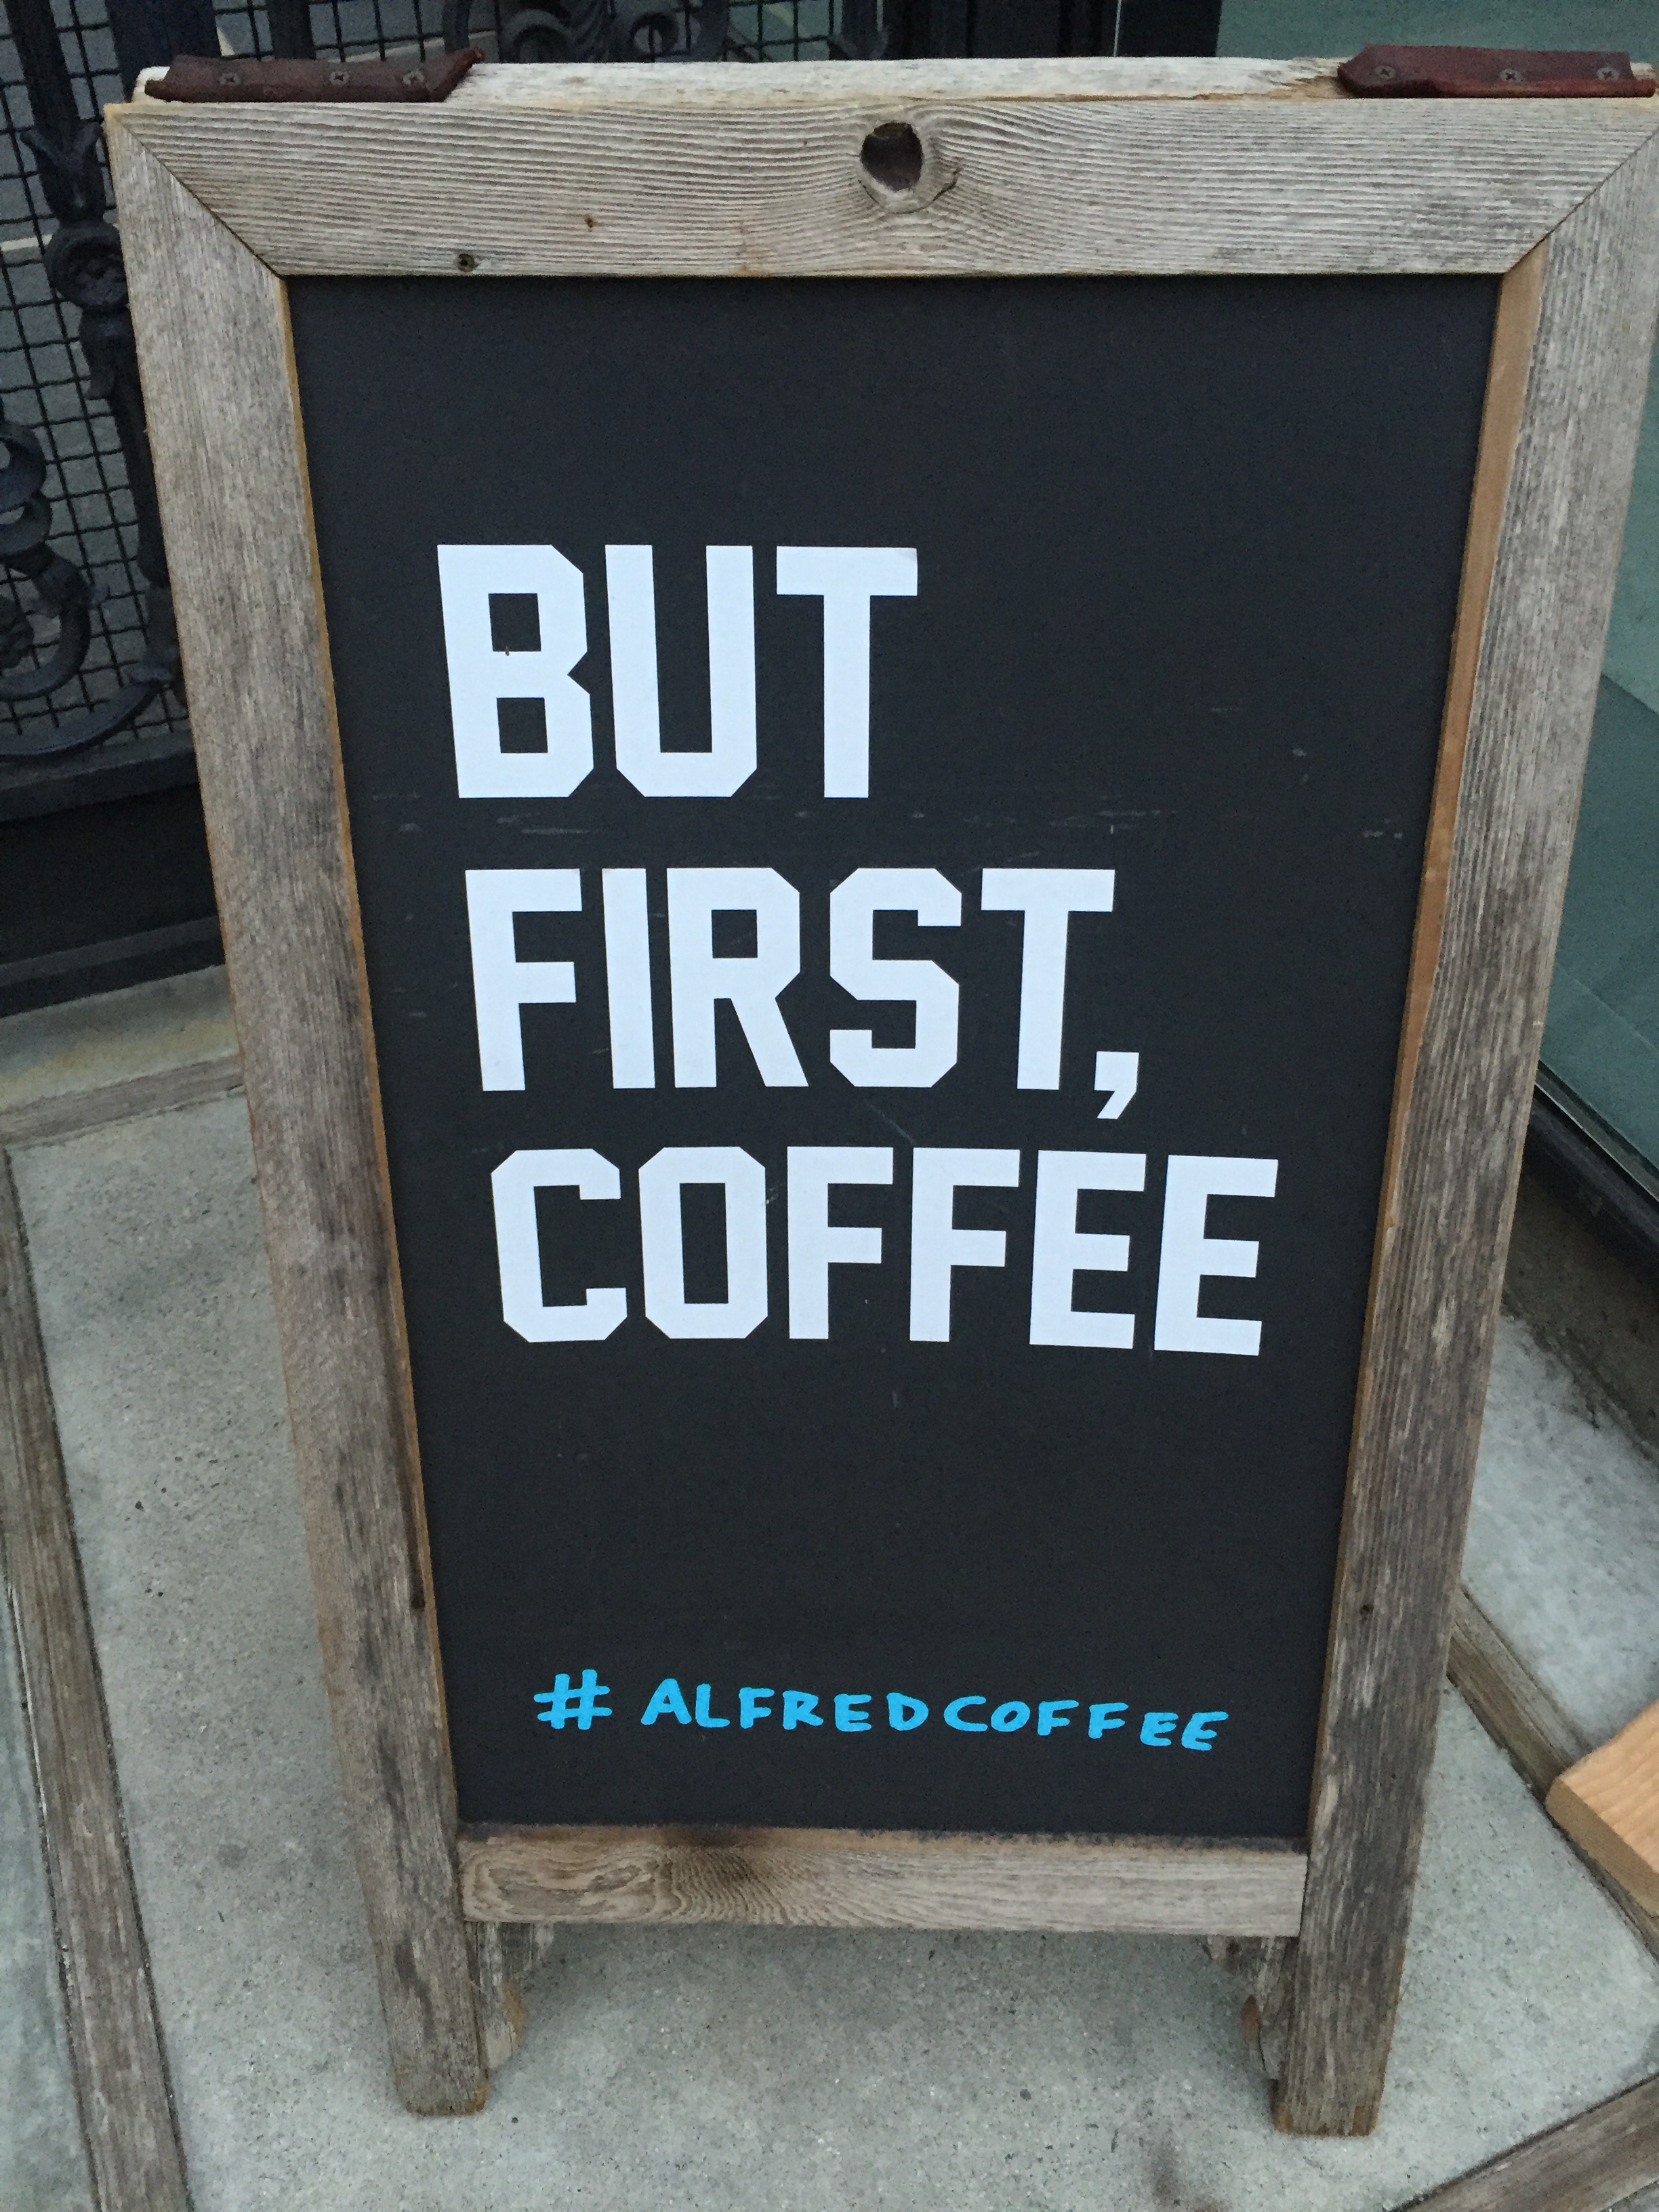 BUT
FIRST,
COFFEE
# ALFREDCOFFEE